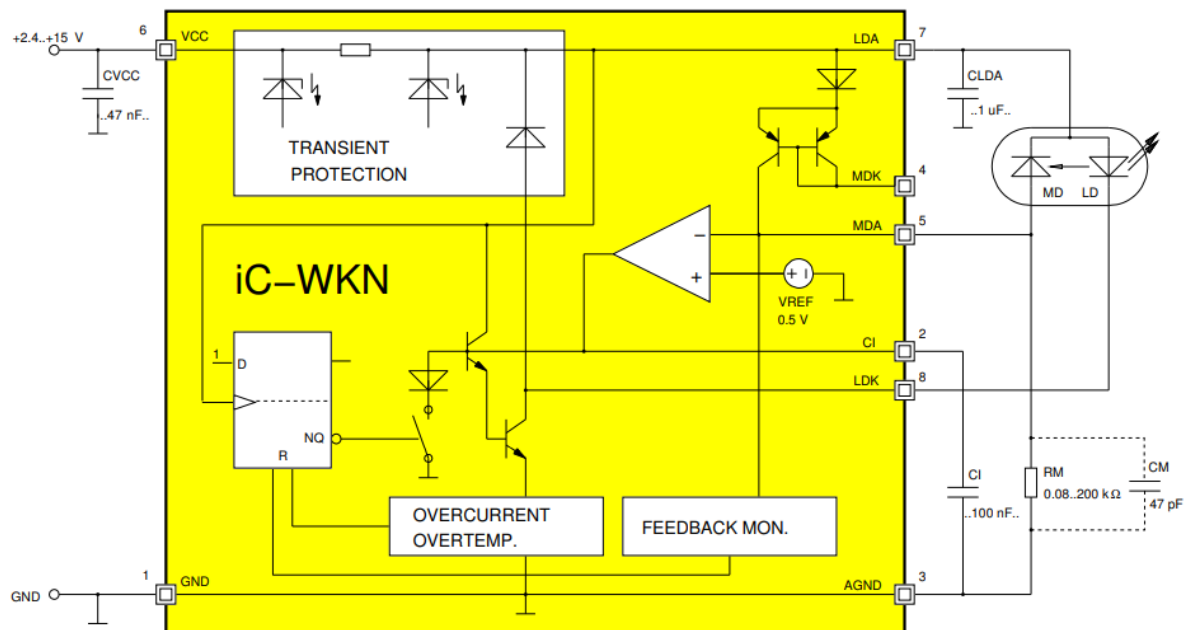 +2.4..+15 V
6
VCC
LDA
7
CVCC
..47 nF..
CLDA
..1 uF..
TRANSIENT
PROTECTION
MDK
4
MD
LD
MDA
5
iC–WKN
–
+
+ I
VREF
0.5 V
1
D
CI
2
LDK
8
NQ
R
CI
..100 nF..
RM
0.08..200 kΩ
CM
47 pF
OVERCURRENT
OVERTEMP.
FEEDBACK MON.
GND
1
GND
AGND
3